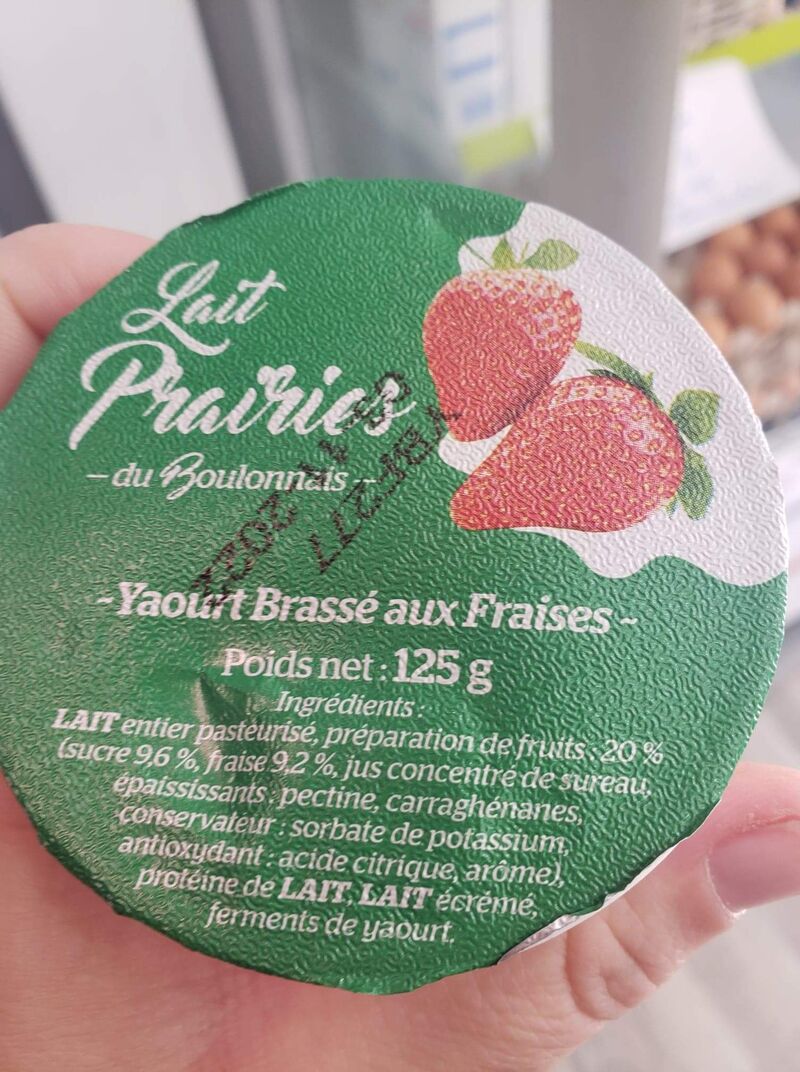 Lait
Prairies
- du Boulonnais -
-Yaourt Brassé aux Fraises-
Poids net : 125 g
Ingrédients :
LAIT entier pasteurisé, préparation de fruits : 20 %
(sucre 9,6 %, fraise 9,2 %, jus concentré de sureau,
épaississants : pectine, carraghénanes,
conservateur : sorbate de potassium,
antioxydant : acide citrique, arôme),
protéine de LAIT, LAIT écrémé,
ferments de yaourt.